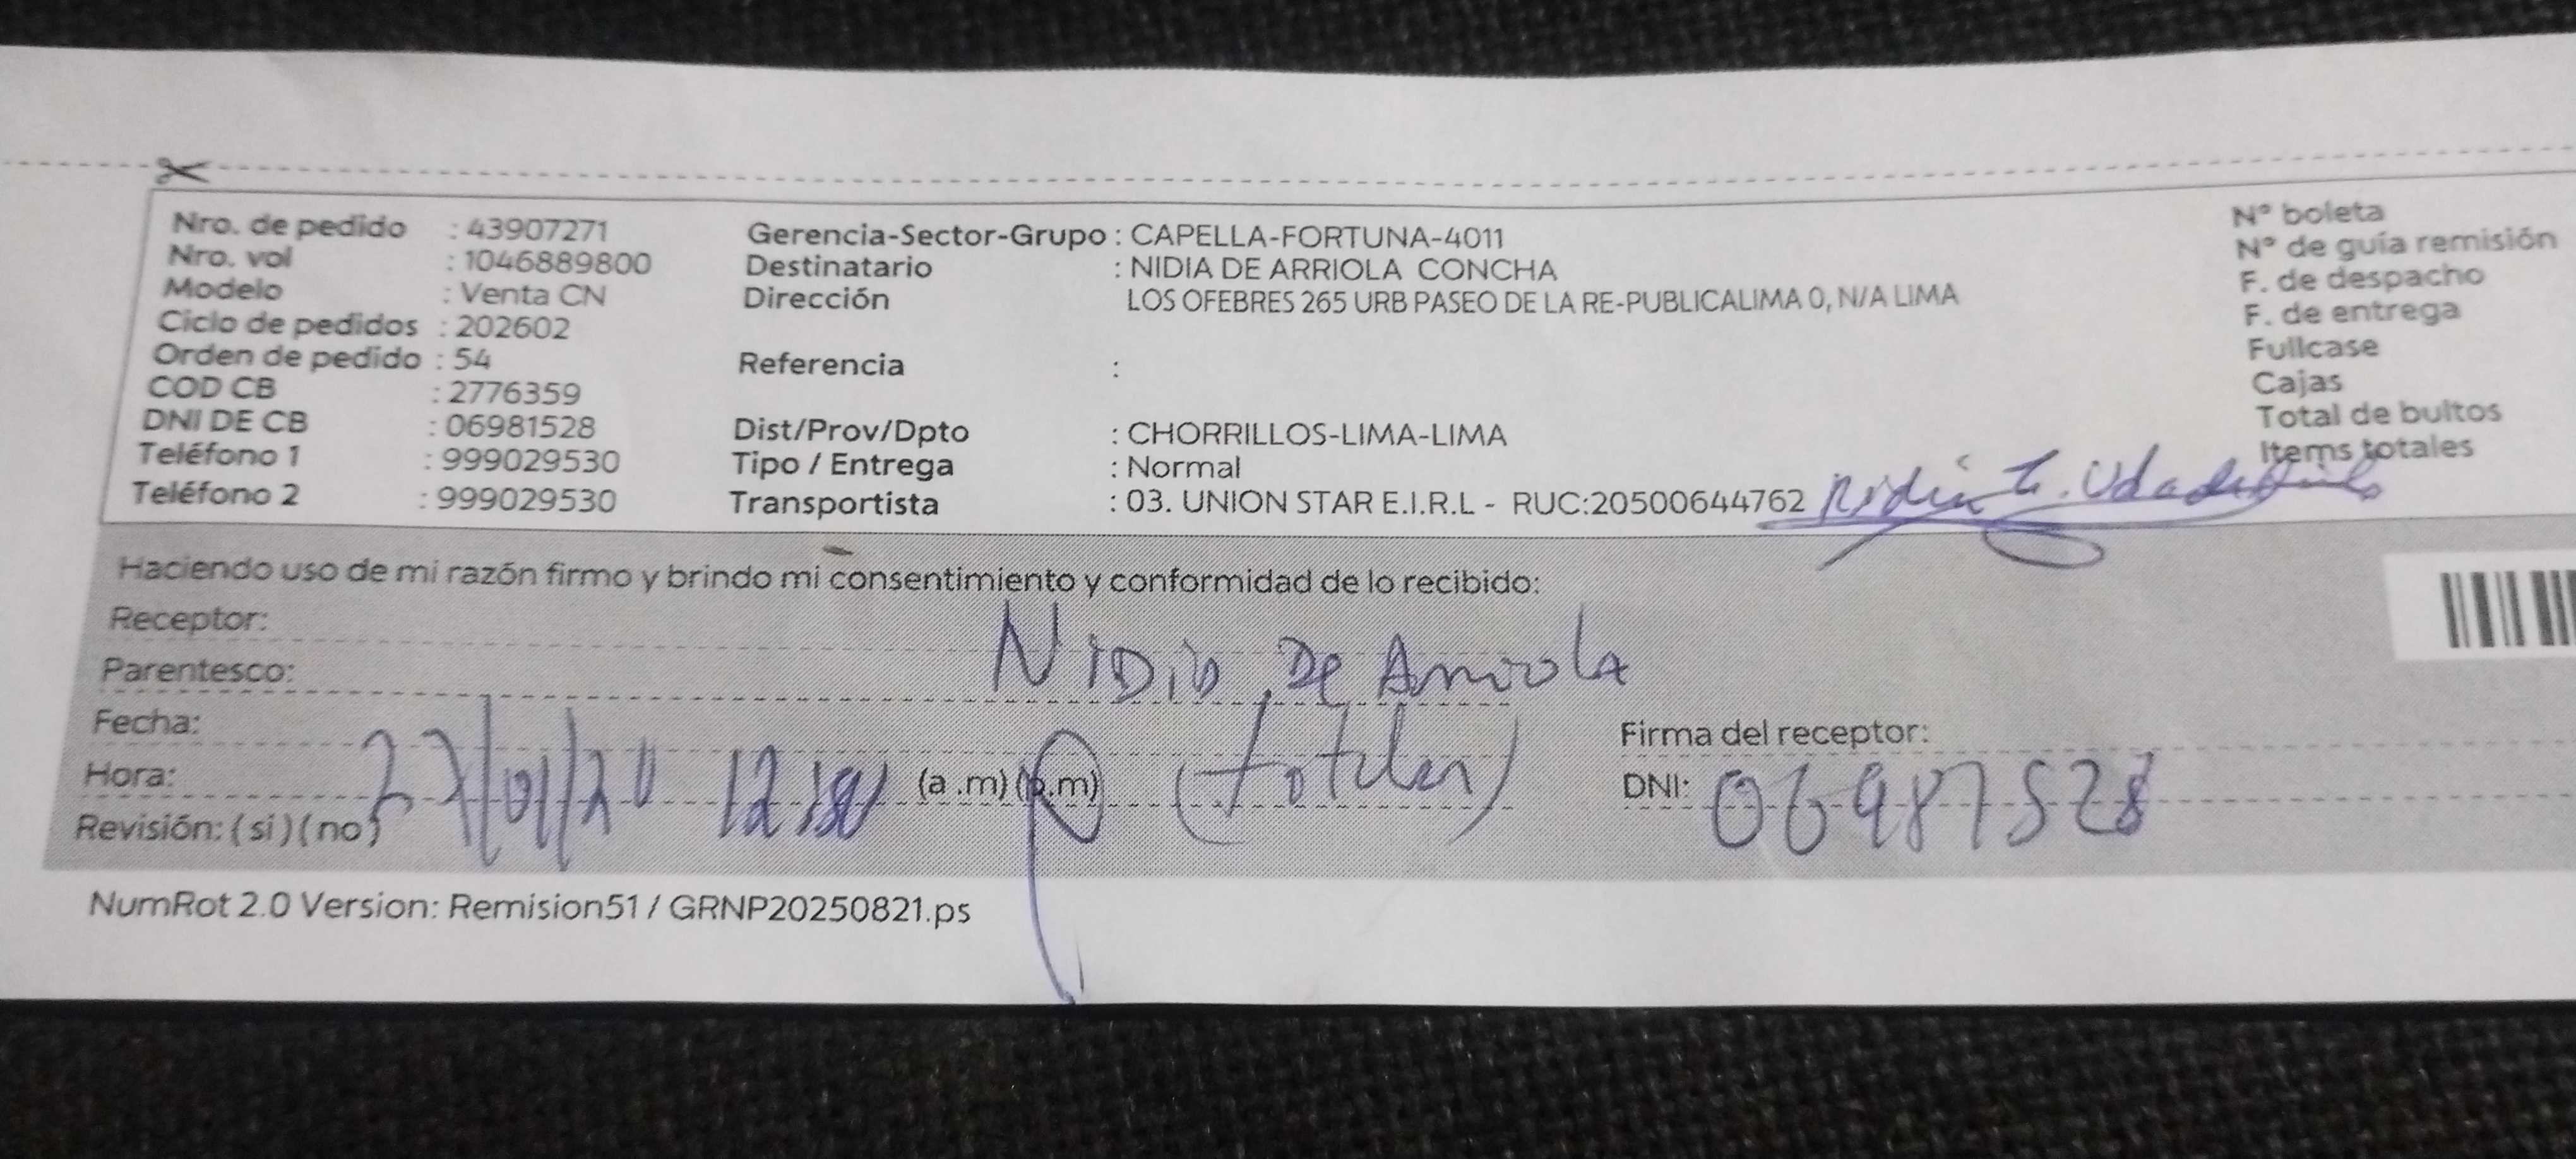 Nro. de pedido : 43907271
Nro. vol : 1046889800
Modelo : Venta CN
Ciclo de pedidos : 202602
Orden de pedido : 54
COD CB : 2776359
DNI DE CB : 06981528
Teléfono 1 : 999029530
Teléfono 2 : 999029530
Gerencia-Sector-Grupo : CAPELLA-FORTUNA-4011
Destinatario : NIDIA DE ARRIOLA CONCHA
Dirección LOS OFEBRES 265 URB PASEO DE LA RE-PUBLICALIMA 0, N/A LIMA
Referencia :
Dist/Prov/Dpto : CHORRILLOS-LIMA-LIMA
Tipo / Entrega : Normal
Transportista : 03. UNION STAR E.I.R.L - RUC:20500644762
N° boleta
N° de guía remisión
F. de despacho
F. de entrega
Fullcase
Cajas
Total de bultos
Items totales
Haciendo uso de mi razón firmo y brindo mi consentimiento y conformidad de lo recibido:
Receptor:
Parentesco: Nidia De Arriola
Fecha:
Hora: 27/01/20 12 (a .m) (p.m) (titular)
Revisión: ( si ) ( no )
Firma del receptor:
DNI: 06987528
NumRot 2.0 Version: Remision51 / GRNP20250821.ps